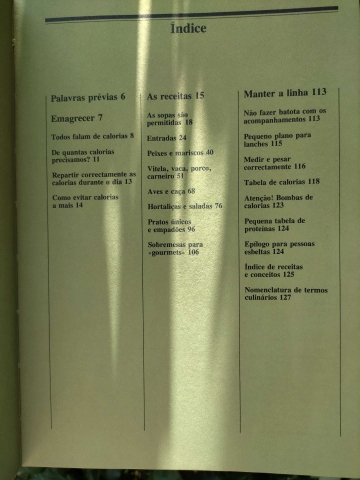 Índice
Palavras prévias 6
Emagrecer 7
Todos falam de calorias 8
De quantas calorias
precisamos? 11
Repartir correctamente as
calorias durante o dia 13
Como evitar calorias
a mais 14
As receitas 15
As sopas são
permitidas 18
Entradas 24
Peixes e mariscos 40
Vitela, vaca, porco,
carneiro 51
Aves e caça 68
Hortaliças e saladas 76
Pratos únicos
e empadões 96
Sobremesas para
«gourmets» 106
Manter a linha 113
Não fazer batota com os
acompanhamentos 113
Pequeno plano para
lanches 115
Medir e pesar
correctamente 116
Tabela de calorias 118
Atenção! Bombas de
calorias 123
Pequena tabela de
proteínas 124
Epílogo para pessoas
esbeltas 124
Índice de receitas
e conceitos 125
Nomenclatura de termos
culinários 127